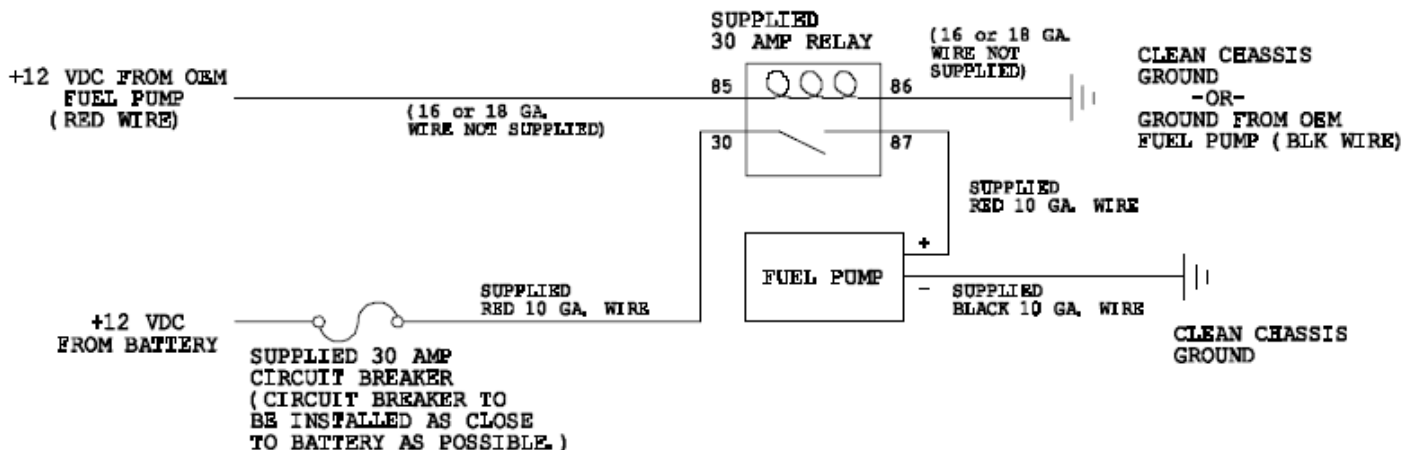 SUPPLIED
30 AMP RELAY
(16 or 18 GA.
WIRE NOT
SUPPLIED)
+12 VDC FROM OEM
FUEL PUMP
(RED WIRE)
85
86
CLEAN CHASSIS
GROUND
-OR-
GROUND FROM OEM
FUEL PUMP (BLK WIRE)
(16 or 18 GA.
WIRE NOT SUPPLIED)
30
87
SUPPLIED
RED 10 GA. WIRE
+
FUEL PUMP
-
SUPPLIED
BLACK 10 GA. WIRE
CLEAN CHASSIS
GROUND
SUPPLIED
RED 10 GA. WIRE
+12 VDC
FROM BATTERY
SUPPLIED 30 AMP
CIRCUIT BREAKER
(CIRCUIT BREAKER TO
BE INSTALLED AS CLOSE
TO BATTERY AS POSSIBLE.)